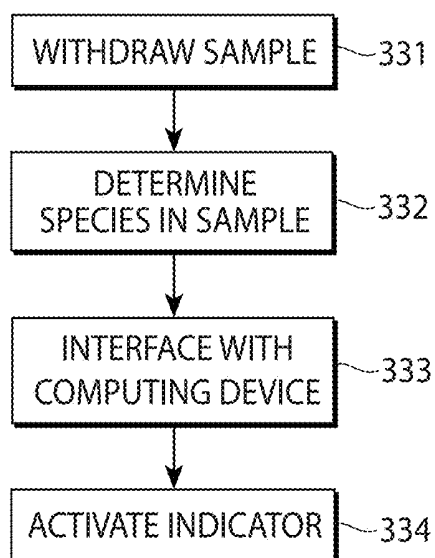 WITHDRAW SAMPLE
331
DETERMINE
SPECIES IN SAMPLE
332
INTERFACE WITH
COMPUTING DEVICE
333
ACTIVATE INDICATOR
334